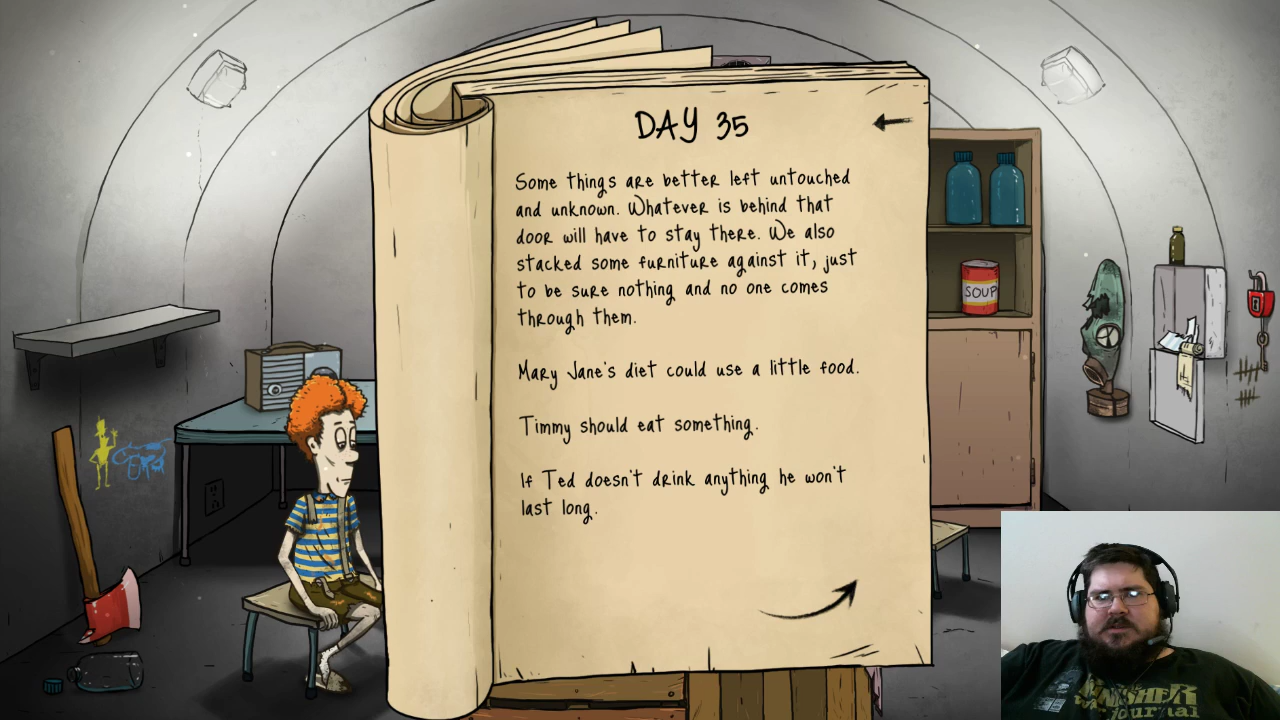 DAY 35
Some things are better left untouched
and unknown. Whatever is behind that
door will have to stay there. We also
stacked some furniture against it, just
to be sure nothing and no one comes
through them.
Mary Jane's diet could use a little food.
Timmy should eat something.
If Ted doesn't drink anything he won't
last long.
SOUP